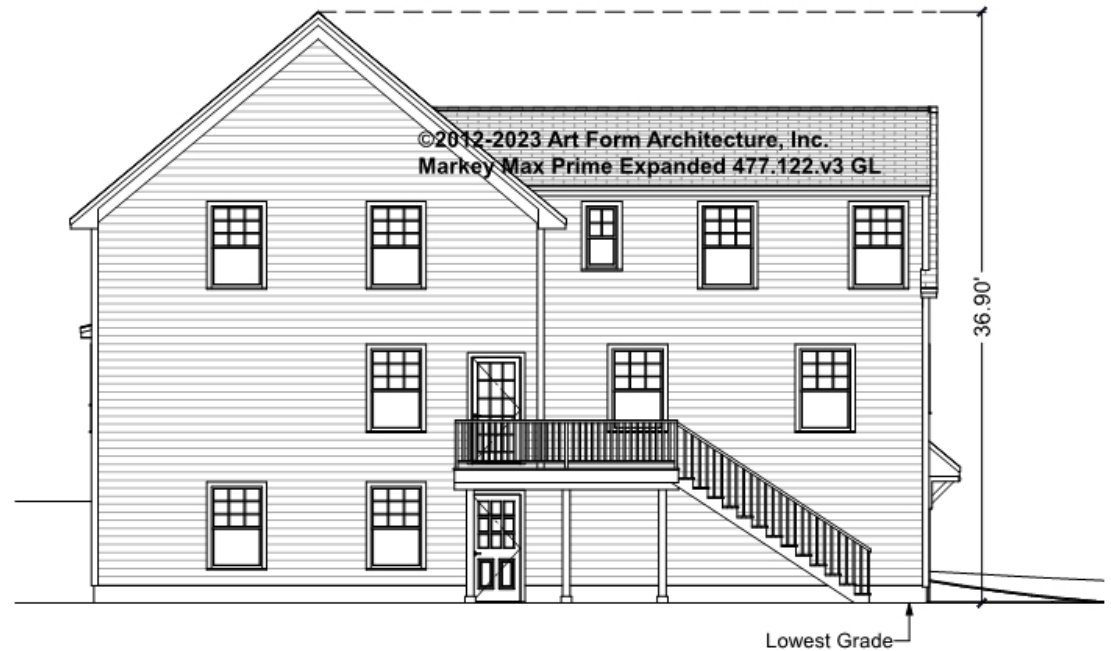 ©2012-2023 Art Form Architecture, Inc.
Markey Max Prime Expanded 477.122.v3 GL
36.90'
Lowest Grade